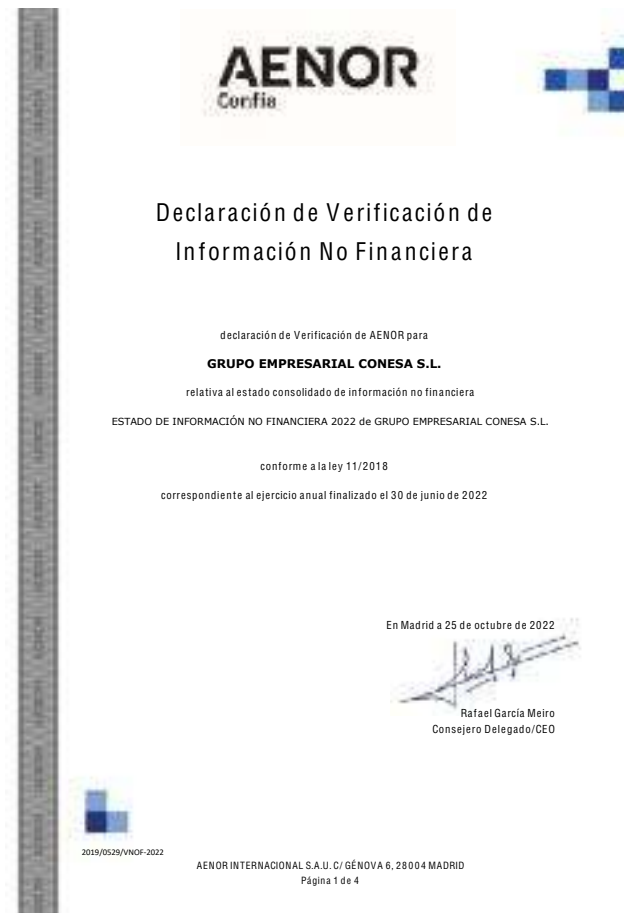 AENOR
Confía
Declaración de Verificación de
Información No Financiera
declaración de Verificación de AENOR para
GRUPO EMPRESARIAL CONESA S.L.
relativa al estado consolidado de información no financiera
ESTADO DE INFORMACIÓN NO FINANCIERA 2022 de GRUPO EMPRESARIAL CONESA S.L.
conforme a la ley 11/2018
correspondiente al ejercicio anual finalizado el 30 de junio de 2022
En Madrid a 25 de octubre de 2022
Rafael García Meiro
Consejero Delegado/CEO
2019/0529/VNOF-2022
AENOR INTERNACIONAL S.A.U. C/ GÉNOVA 6, 28004 MADRID
Página 1 de 4